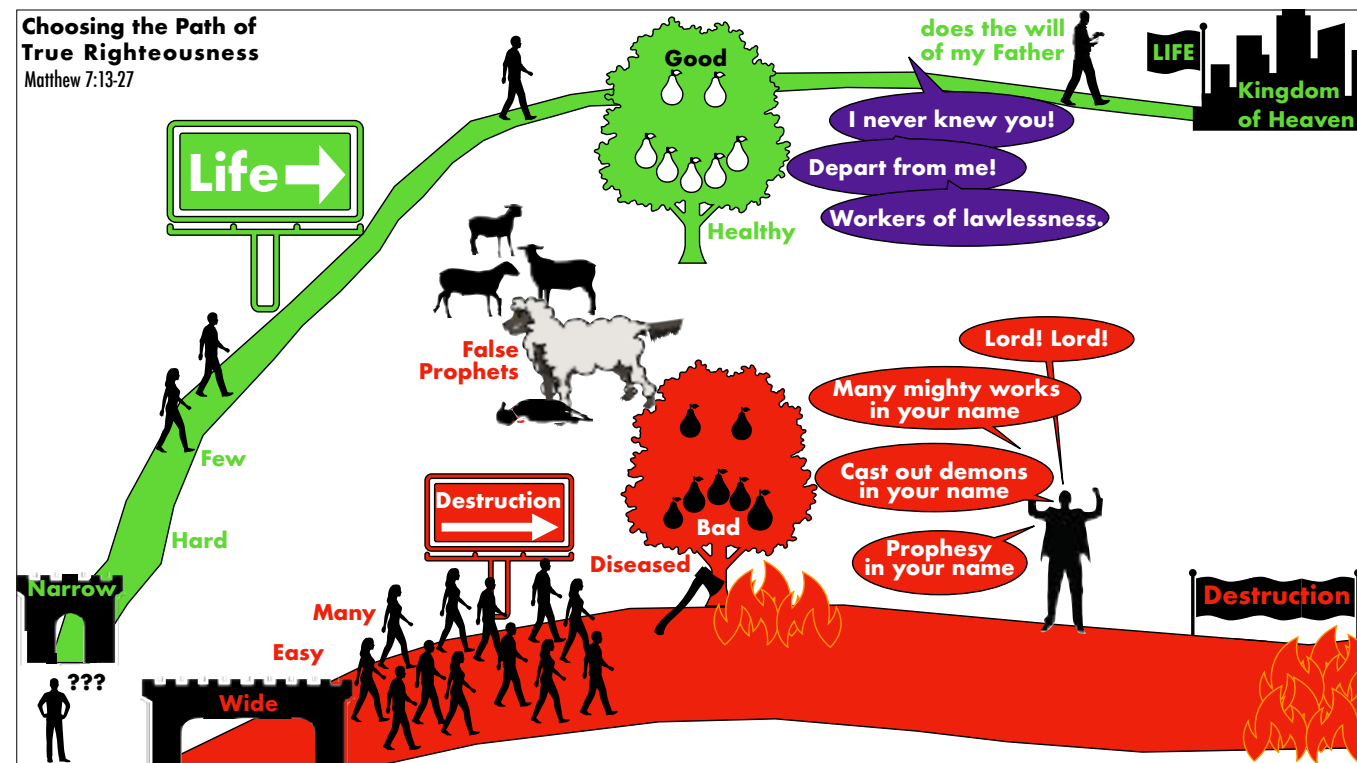 Choosing the Path of
True Righteousness
Matthew 7:13-27
Good
does the will
of my Father
LIFE
Kingdom
of Heaven
I never knew you!
Life
Depart from me!
Workers of lawlessness.
Healthy
False
Prophets
Lord! Lord!
Many mighty works
in your name
Few
Cast out demons
in your name
Destruction
Bad
Hard
Prophesy
in your name
Diseased
Narrow
Destruction
Many
Easy
???
Wide